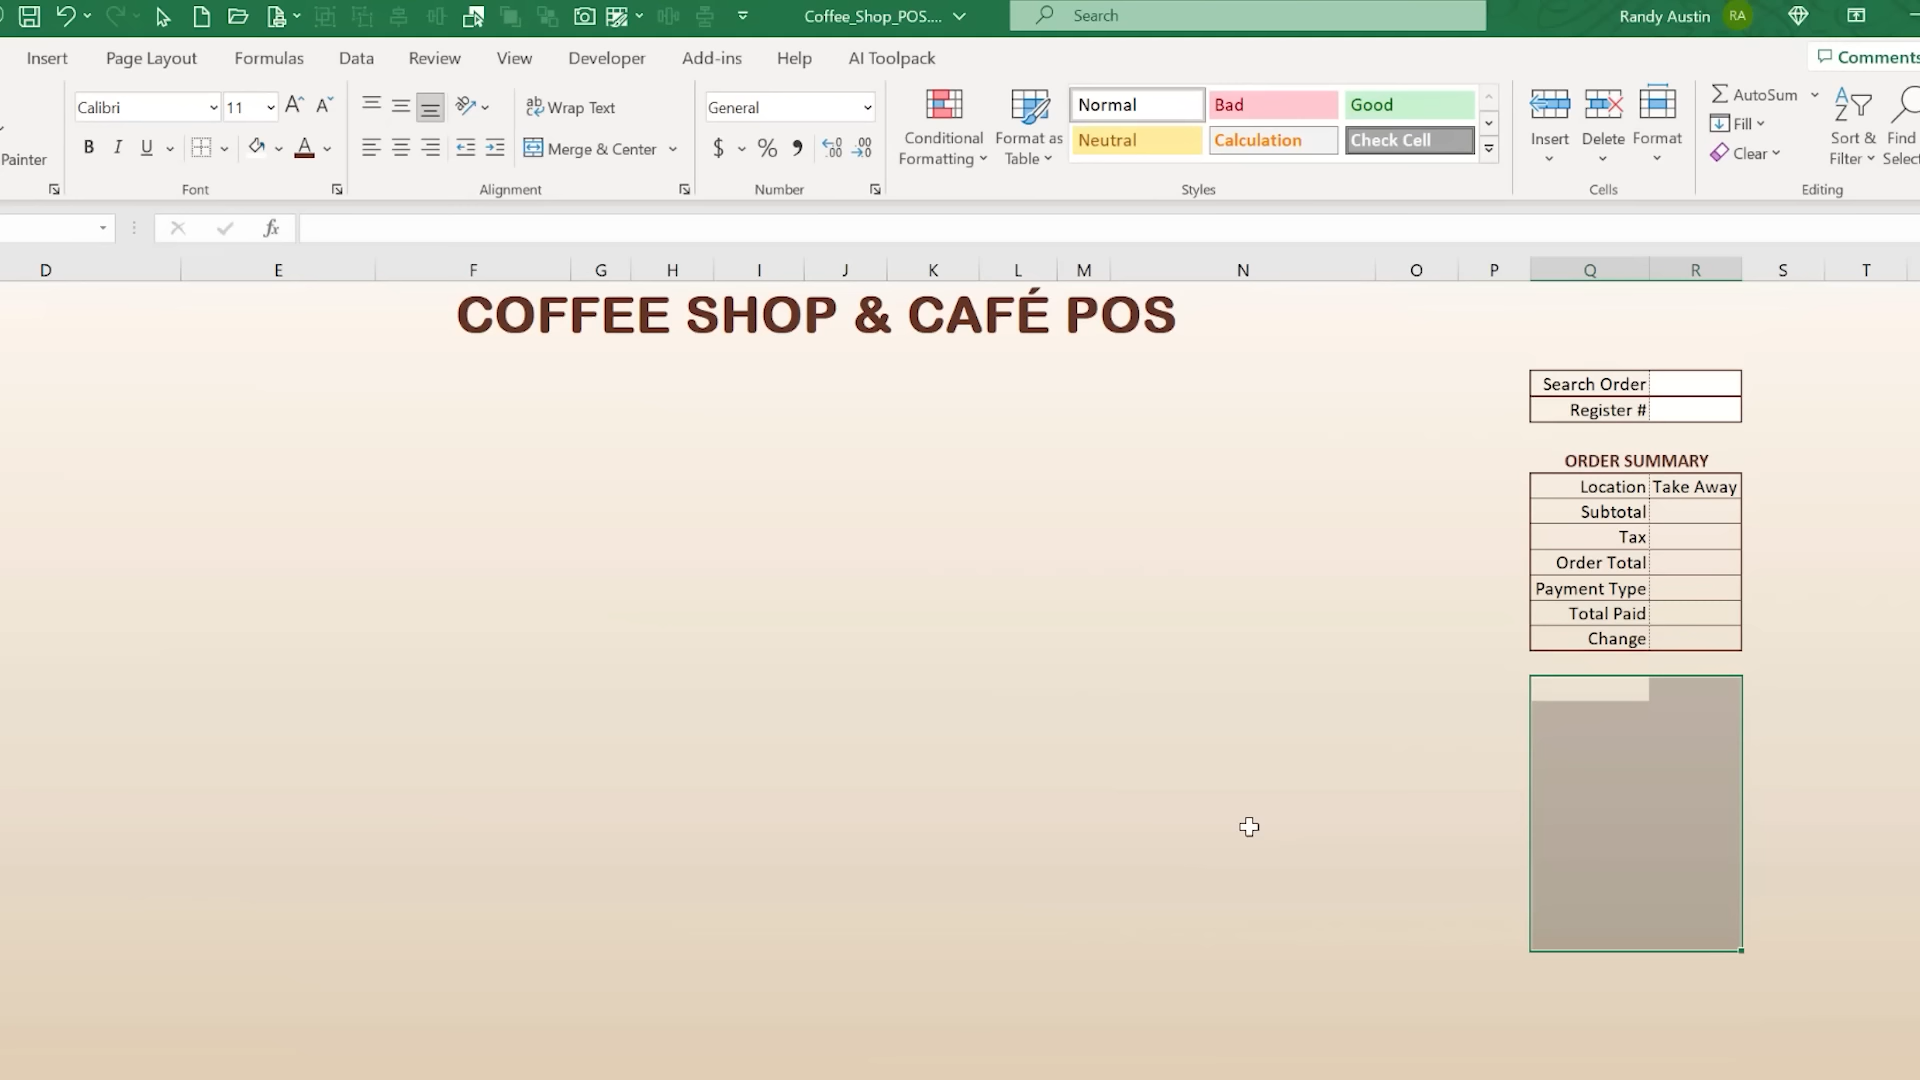 Coffee_Shop_POS....
Search
Randy Austin
RA
Insert
Page Layout
Formulas
Data
Review
View
Developer
Add-ins
Help
AI Toolpack
Comments
Painter
Calibri
11
B I U
Font
Wrap Text
Merge & Center
Alignment
General
$ % 9
Number
Conditional Formatting
Format as Table
Normal
Bad
Good
Neutral
Calculation
Check Cell
Styles
Insert
Delete
Format
Cells
AutoSum
Fill
Clear
Sort & Filter
Find
Select
Editing
fx
D E F G H I J K L M N O P Q R S T
COFFEE SHOP & CAFÉ POS
Search Order
Register #
ORDER SUMMARY
Location Take Away
Subtotal
Tax
Order Total
Payment Type
Total Paid
Change